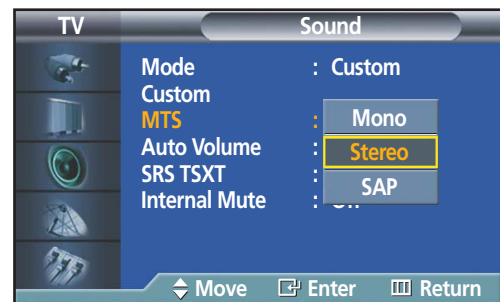 TV Sound
Mode : Custom
Custom
MTS : Mono
Auto Volume : Stereo
SRS TSXT : SAP
Internal Mute :
Move Enter Return